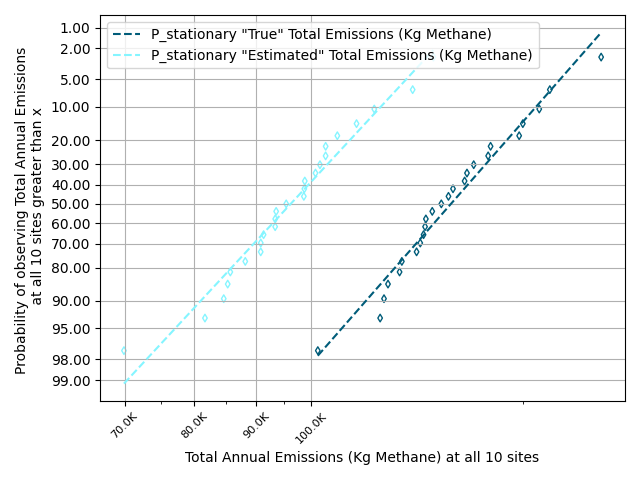 P_stationary "True" Total Emissions (Kg Methane)
P_stationary "Estimated" Total Emissions (Kg Methane)
Probability of observing Total Annual Emissions
at all 10 sites greater than x
1.00
2.00
5.00
10.00
20.00
30.00
40.00
50.00
60.00
70.00
80.00
90.00
95.00
98.00
99.00
70.0K
80.0K
90.0K
100.0K
Total Annual Emissions (Kg Methane) at all 10 sites